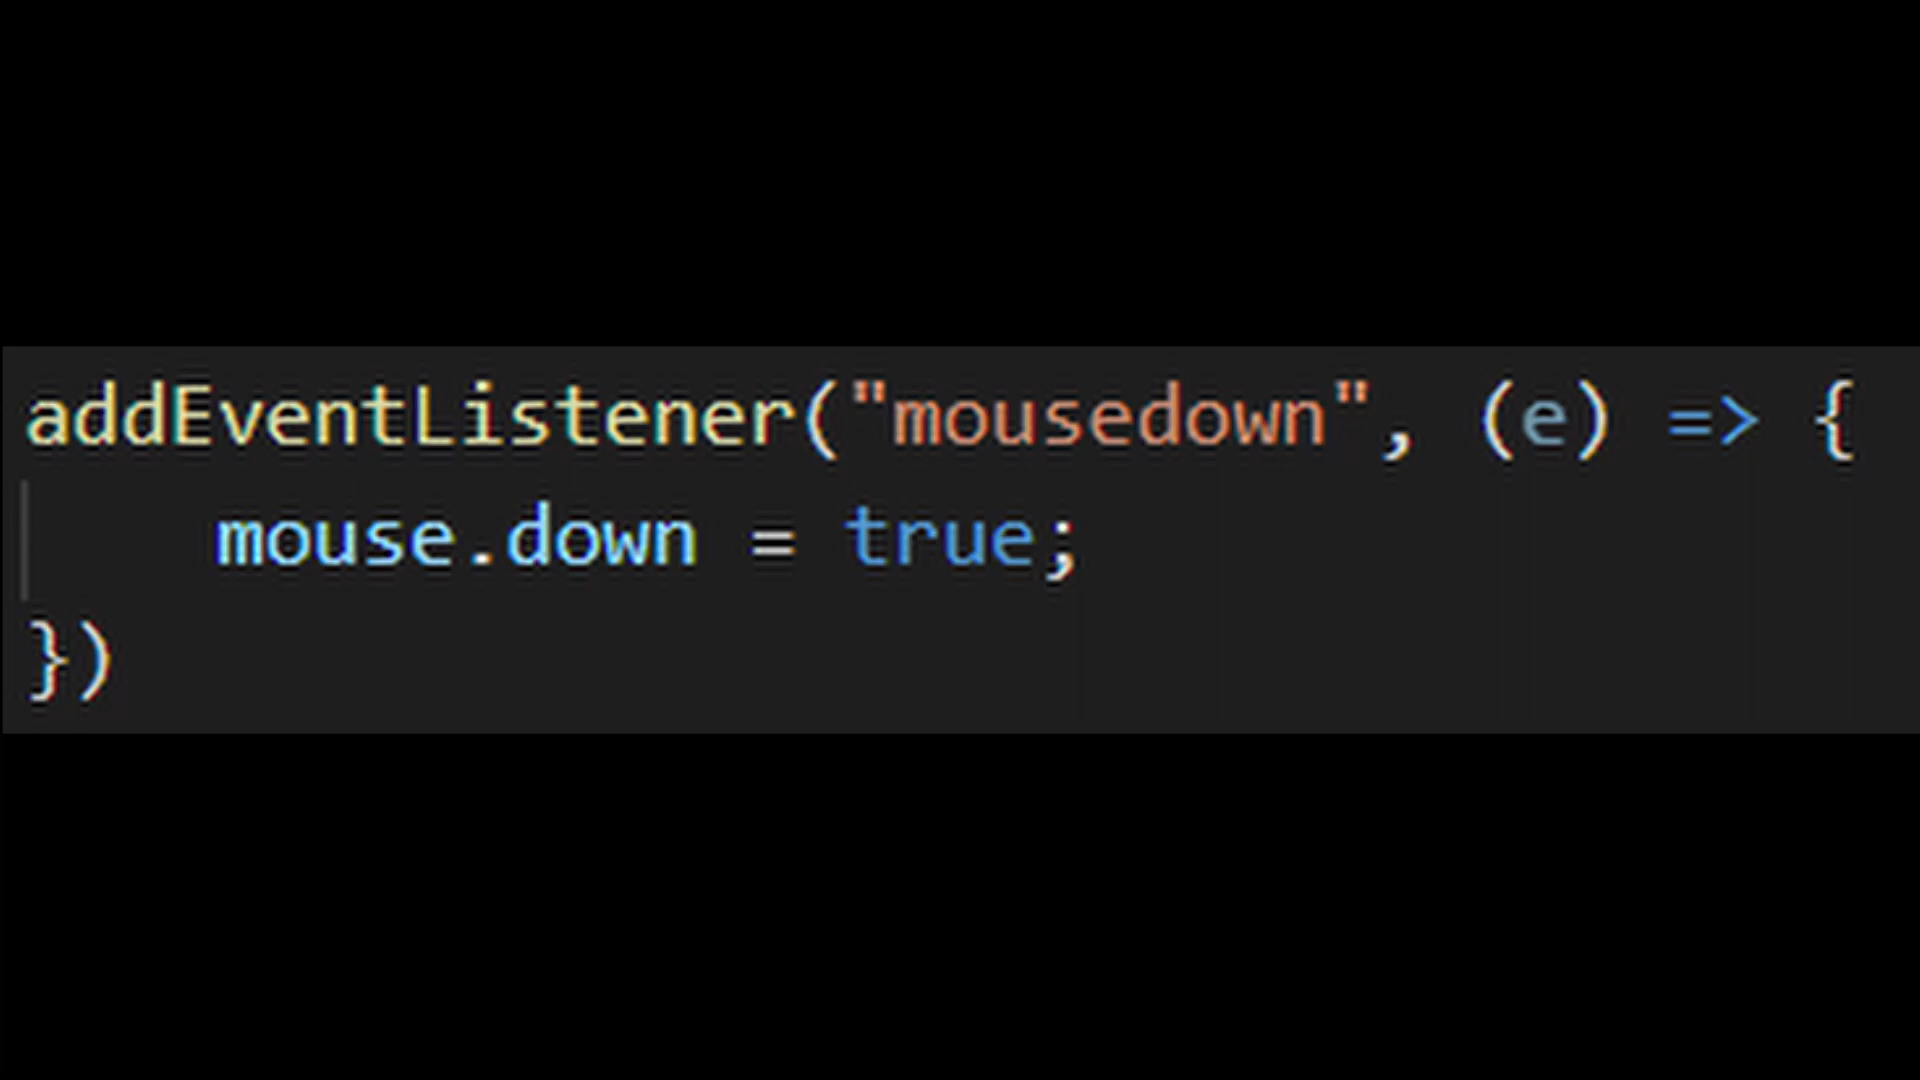 addEventListener("mousedown", (e) => {
    mouse.down = true;
})